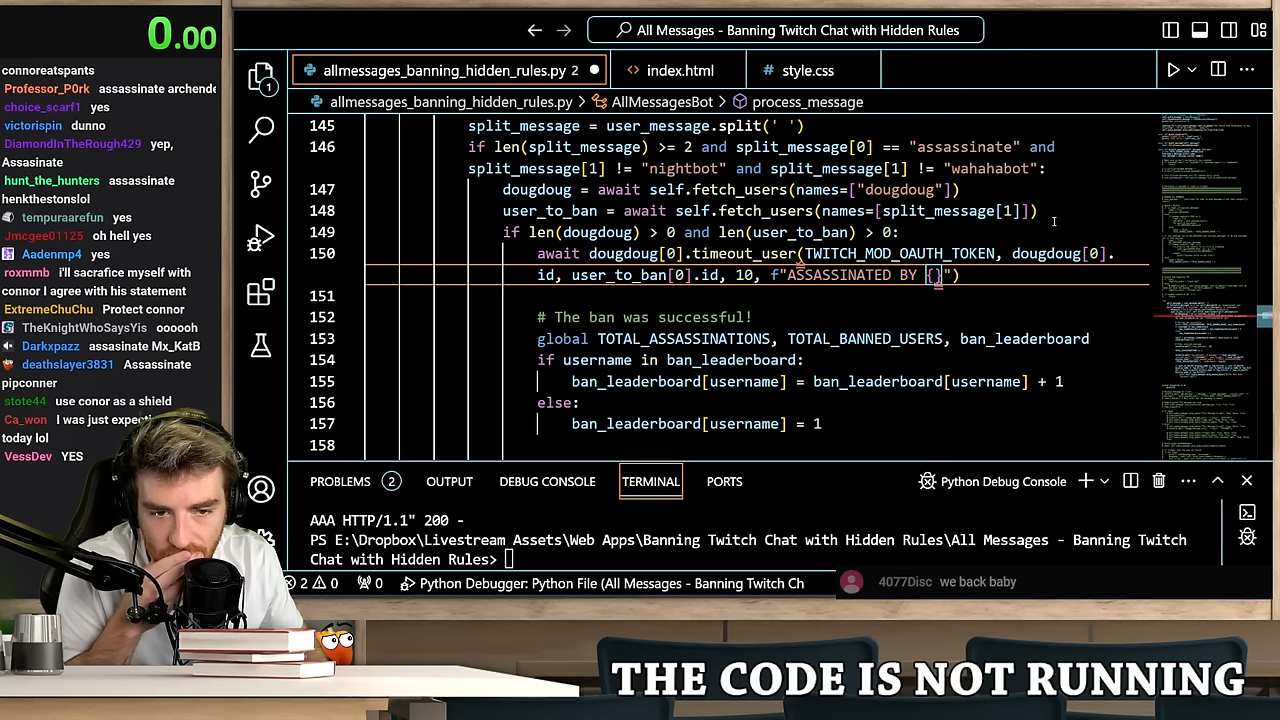 0.00
connoreatspants
Professor_P0rk assassinate archende
choice_scarf1 yes
victorispin dunno
DiamondInTheRough429 yep,
Assasinate
hunt_the_hunters assassinate
henkthestonslol
tempuraarefun yes
Jmcgee01125 oh hell yes
Aadenmp4 yes
roxmmb i'll sacrafice myself with
connor I agree with his statement
ExtremeChuChu Protect connor
TheKnightWhoSaysYis oooooh
Darkxpazz assasinate Mx_KatB
deathslayer3831 Assassinate
pipconner
stote44 use conor as a shield
Ca_won I was just
today lol
VessDev YES
All Messages - Banning Twitch Chat with Hidden Rules
allmessages_banning_hidden_rules.py 2
<> index.html
# style.css
allmessages_banning_hidden_rules.py > AllMessagesBot > process_message
145 split_message = user_message.split(' ')
146 if len(split_message) >= 2 and split_message[0] == "assassinate" and
split_message[1] != "nightbot" and split_message[1] != "wahahabot":
147 dougdoug = await self.fetch_users(names=["dougdoug"])
148 user_to_ban = await self.fetch_users(names=[split_message[1]])
149 if len(dougdoug) > 0 and len(user_to_ban) > 0:
150 await dougdoug[0].timeout_user(TWITCH_MOD_OAUTH_TOKEN, dougdoug[0].
id, user_to_ban[0].id, 10, f"ASSASSINATED BY {}")
151
152 # The ban was successful!
153 global TOTAL_ASSASSINATIONS, TOTAL_BANNED_USERS, ban_leaderboard
154 if username in ban_leaderboard:
155 ban_leaderboard[username] = ban_leaderboard[username] + 1
156 else:
157 ban_leaderboard[username] = 1
158
PROBLEMS 2 OUTPUT DEBUG CONSOLE TERMINAL PORTS Python Debug Console
AAA HTTP/1.1" 200 -
PS E:\Dropbox\Livestream Assets\Web Apps\Banning Twitch Chat with Hidden Rules\All Messages - Banning Twitch
Chat with Hidden Rules>
2 0 0 Python Debugger: Python File (All Messages - Banning Twitch Ch
4077Disc we back baby
THE CODE IS NOT RUNNING